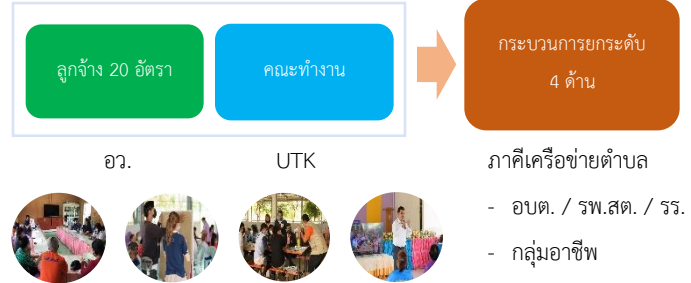 ลูกจ้าง 20 อัตรา
คณะทำงาน
กระบวนการยกระดับ
4 ด้าน
อว.
UTK
ภาคีเครือข่ายตำบล
- อบต. / รพ.สต. / รร.
- กลุ่มอาชีพ